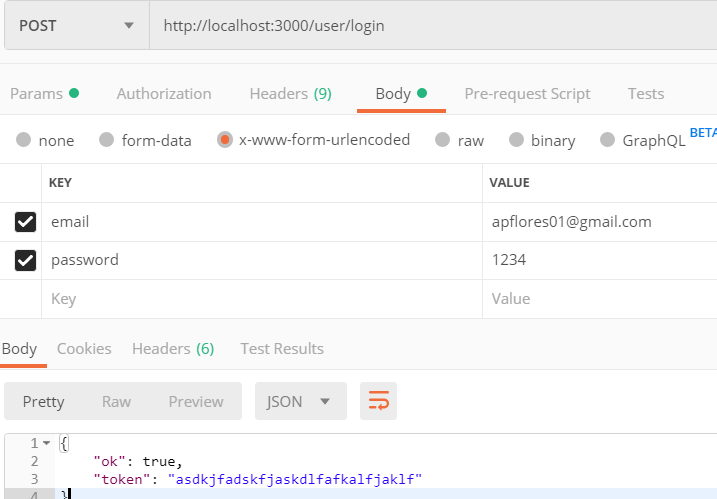 POST http://localhost:3000/user/login
Params Authorization Headers (9) Body Pre-request Script Tests
none form-data x-www-form-urlencoded raw binary GraphQL BETA
KEY VALUE
email apflores01@gmail.com
password 1234
Key Value
Body Cookies Headers (6) Test Results
Pretty Raw Preview JSON
1 {
2 "ok": true,
3 "token": "asdkjfadskfjaskdlfafkalfjaklf"
4 }